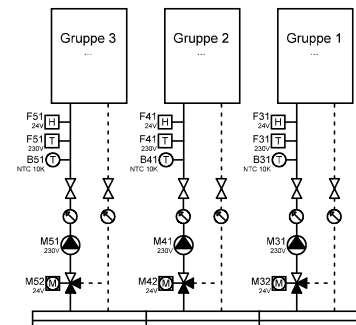 Gruppe 3 Gruppe 2 Gruppe 1
... ... ...
F51 H F41 H F31 H
24V 24V 24V
F51 T F41 T F31 T
230V 230V 230V
B51 T B41 T B31 T
NTC 10K NTC 10K NTC 10K
M51 M41 M31
230V 230V 230V
M52 M M42 M M32 M
24V 24V 24V